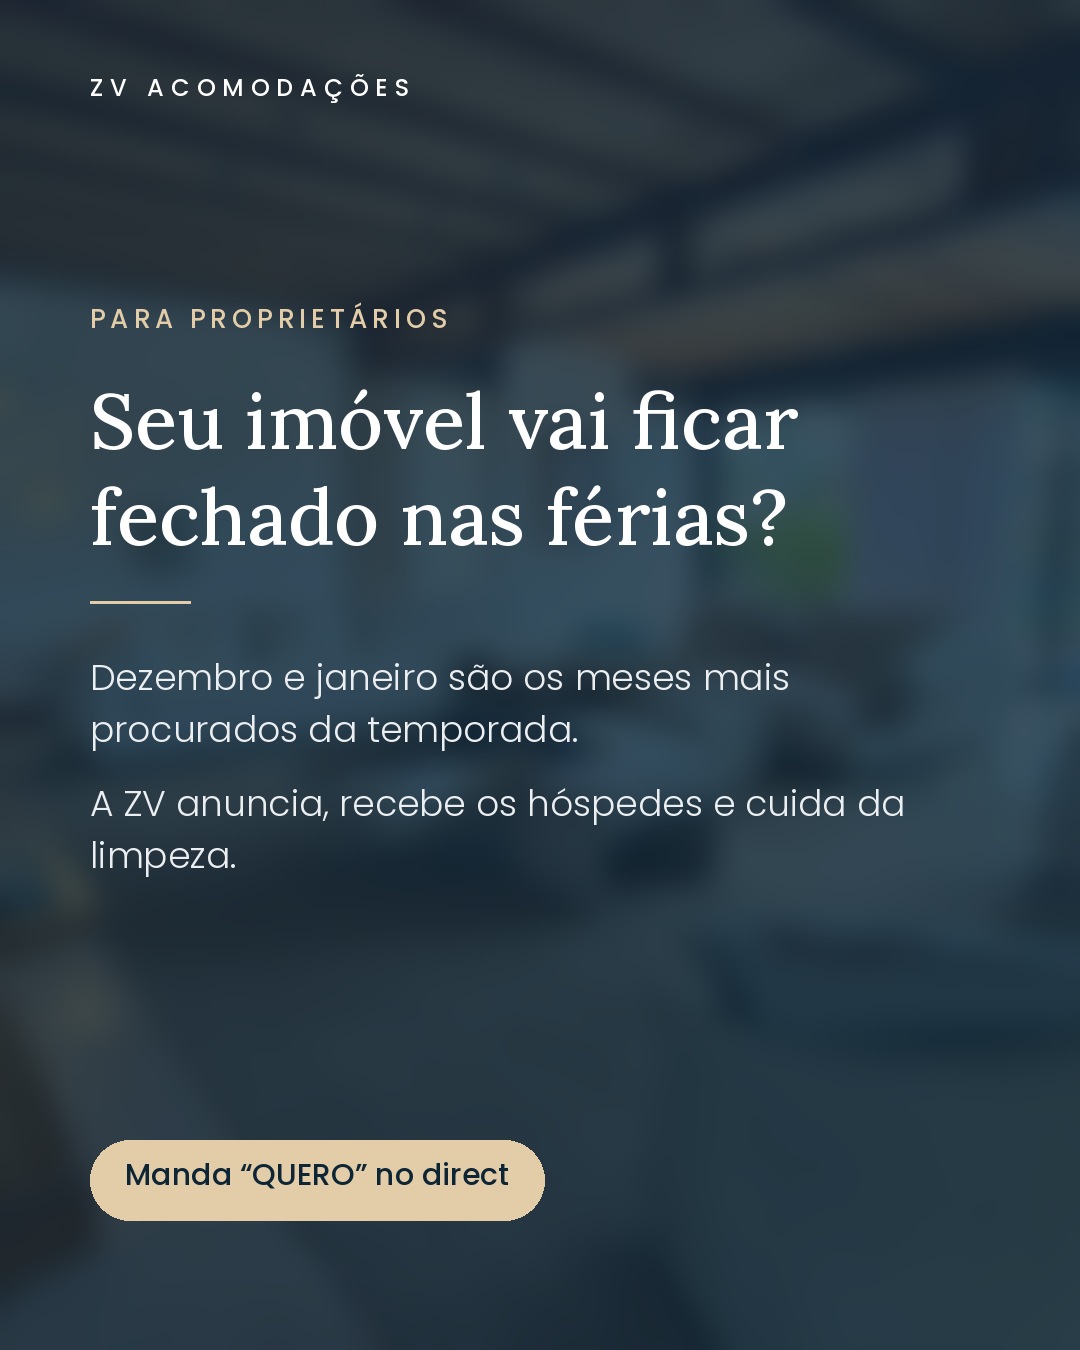 ZV ACOMODAÇÕES
PARA PROPRIETÁRIOS
Seu imóvel vai ficar
fechado nas férias?
Dezembro e janeiro são os meses mais
procurados da temporada.
A ZV anuncia, recebe os hóspedes e cuida da
limpeza.
Manda “QUERO” no direct